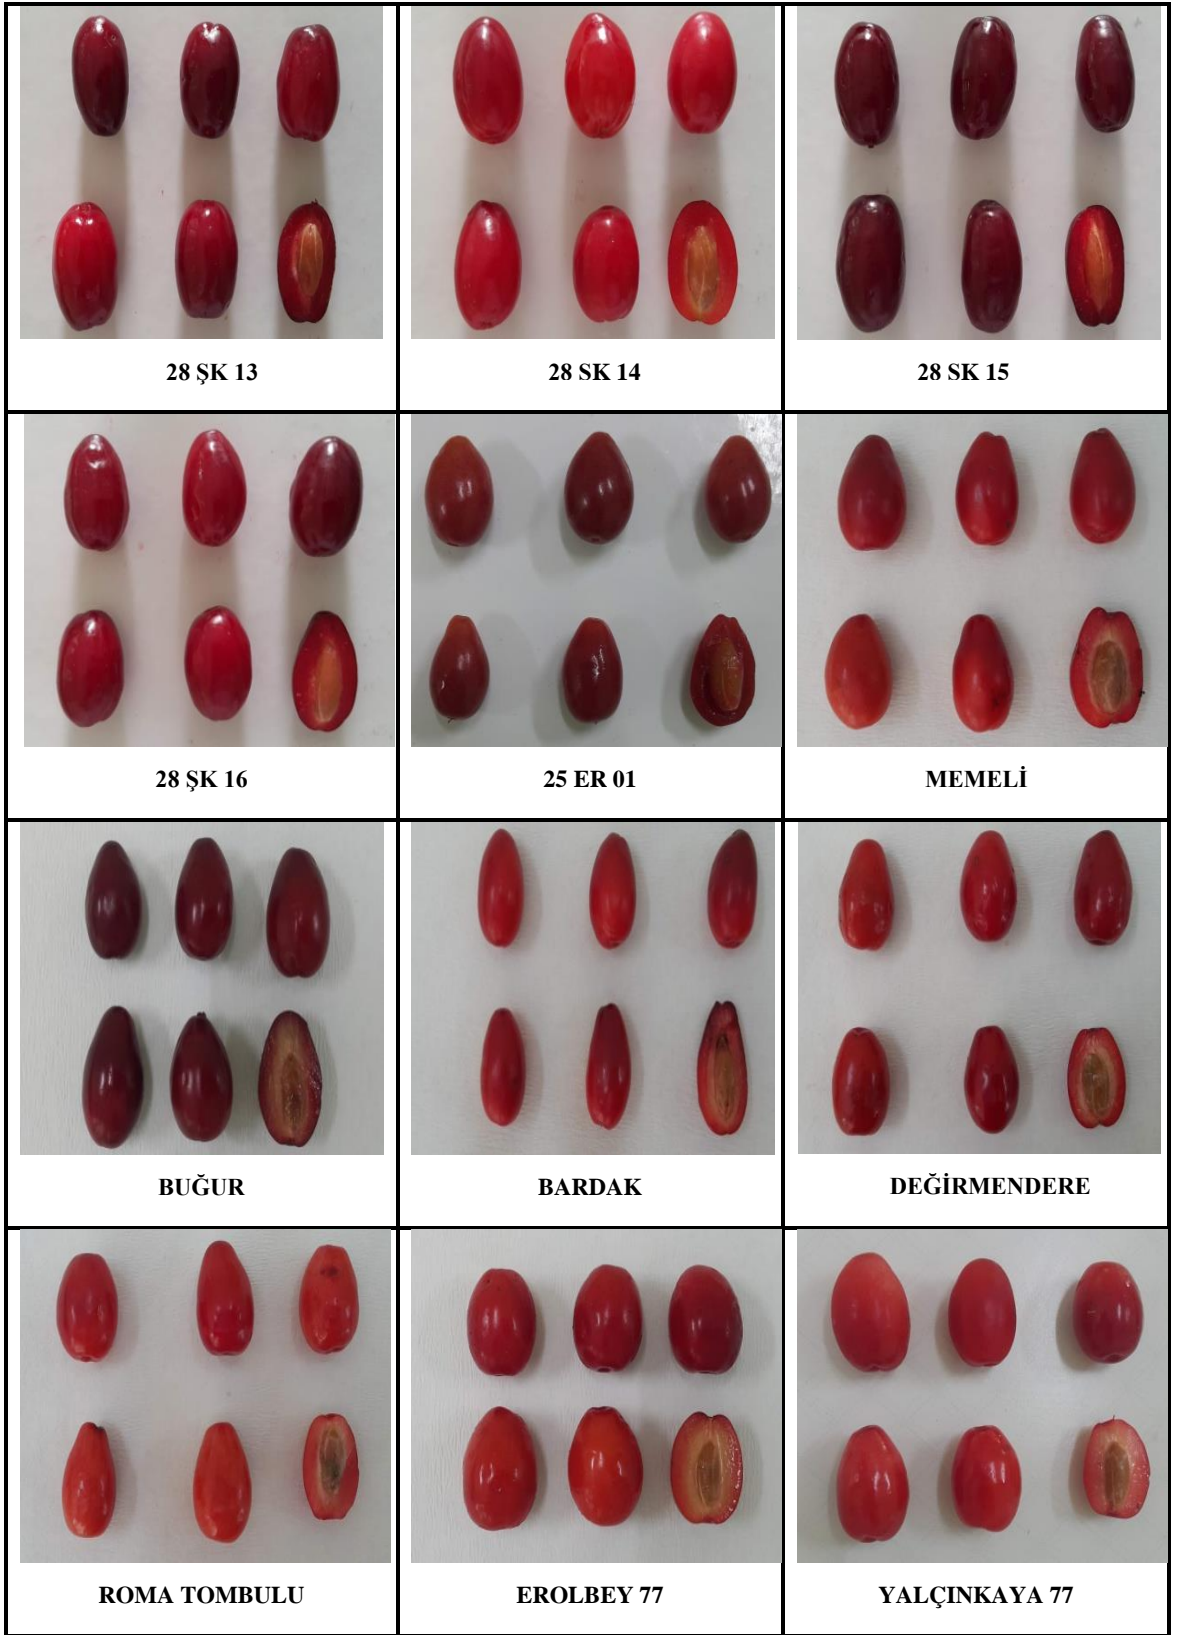 28 ŞK 13
28 SK 14
28 SK 15
28 ŞK 16
25 ER 01
MEMELİ
BUĞUR
BARDAK
DEĞİRMENDERE
ROMA TOMBULU
EROLBEY 77
YALÇINKAYA 77